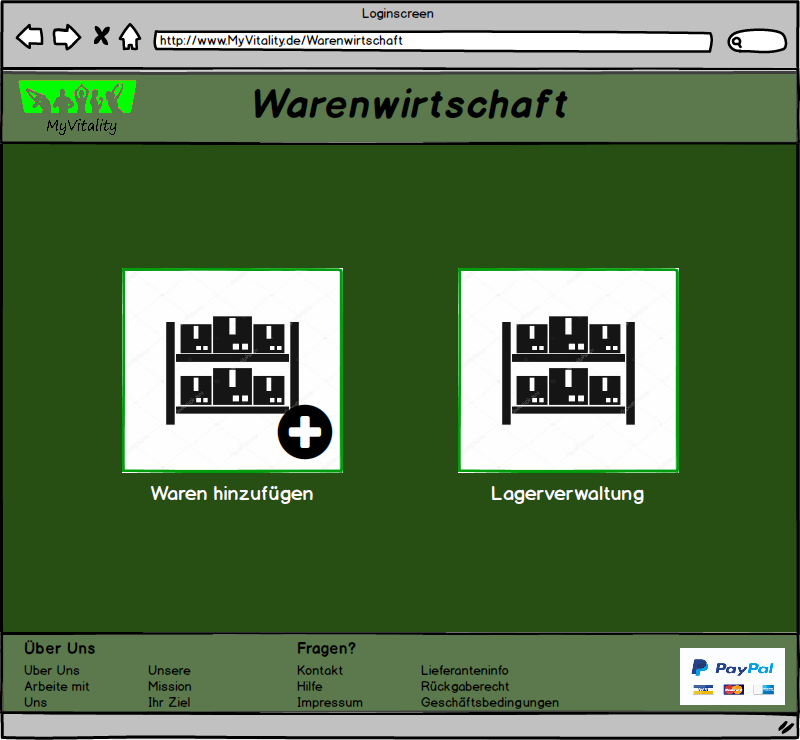 Loginscreen
http://www.MyVitality.de/Warenwirtschaft
MyVitality
Warenwirtschaft
Waren hinzufügen
Lagerverwaltung
Über Uns
Uber Uns
Arbeite mit
Uns
Unsere
Mission
Ihr Ziel
Fragen?
Kontakt
Hilfe
Impressum
Lieferanteninfo
Rückgaberecht
Geschäftsbedingungen
PayPal